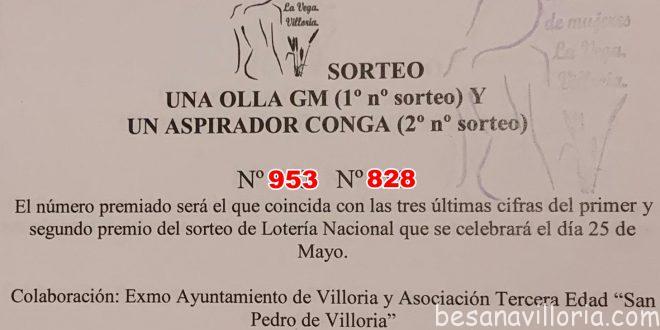 La Vega.
Villoria.
de mujeres
La Vega.
Villoria.
SORTEO
UNA OLLA GM (1º nº sorteo) Y
UN ASPIRADOR CONGA (2º nº sorteo)
Nº 953 Nº 828
El número premiado será el que coincida con las tres últimas cifras del primer y
segundo premio del sorteo de Lotería Nacional que se celebrará el día 25 de
Mayo.
Colaboración: Exmo Ayuntamiento de Villoria y Asociación Tercera Edad “San
Pedro de Villoria”
besanavilloria.com